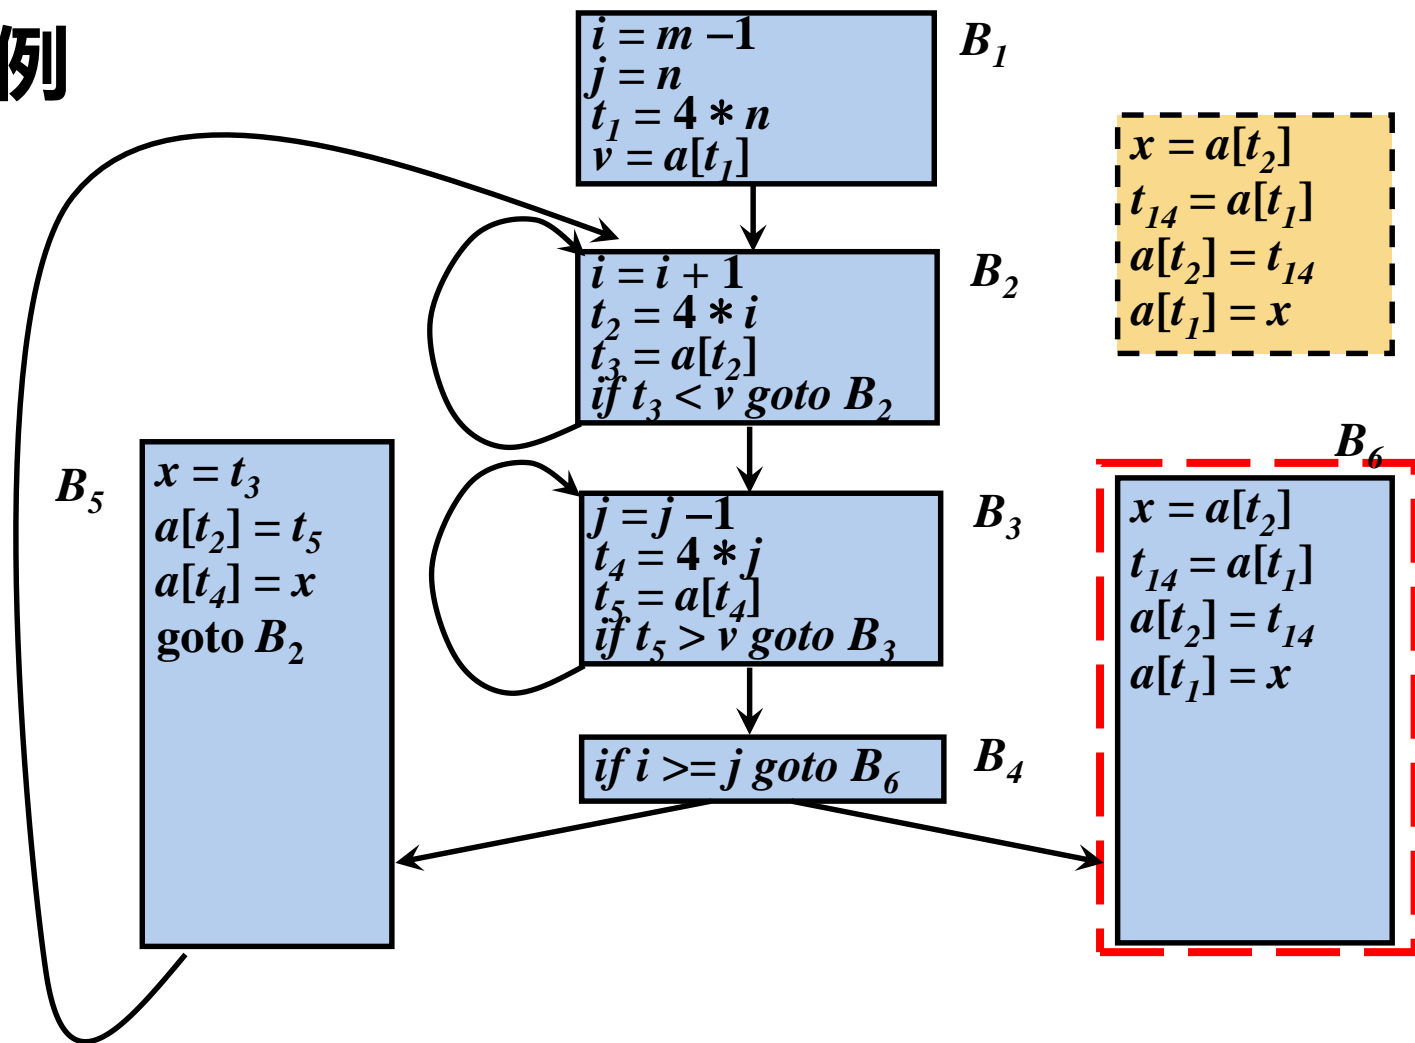 例
i = m −1
j = n
t₁ = 4 * n
v = a[t₁]
B₁
x = a[t₂]
t₁₄ = a[t₁]
a[t₂] = t₁₄
a[t₁] = x
i = i + 1
t₂ = 4 * i
t₃ = a[t₂]
if t₃ < v goto B₂
B₂
B₅
x = t₃
a[t₂] = t₅
a[t₄] = x
goto B₂
j = j −1
t₄ = 4 * j
t₅ = a[t₄]
if t₅ > v goto B₃
B₃
B₆
x = a[t₂]
t₁₄ = a[t₁]
a[t₂] = t₁₄
a[t₁] = x
if i >= j goto B₆
B₄